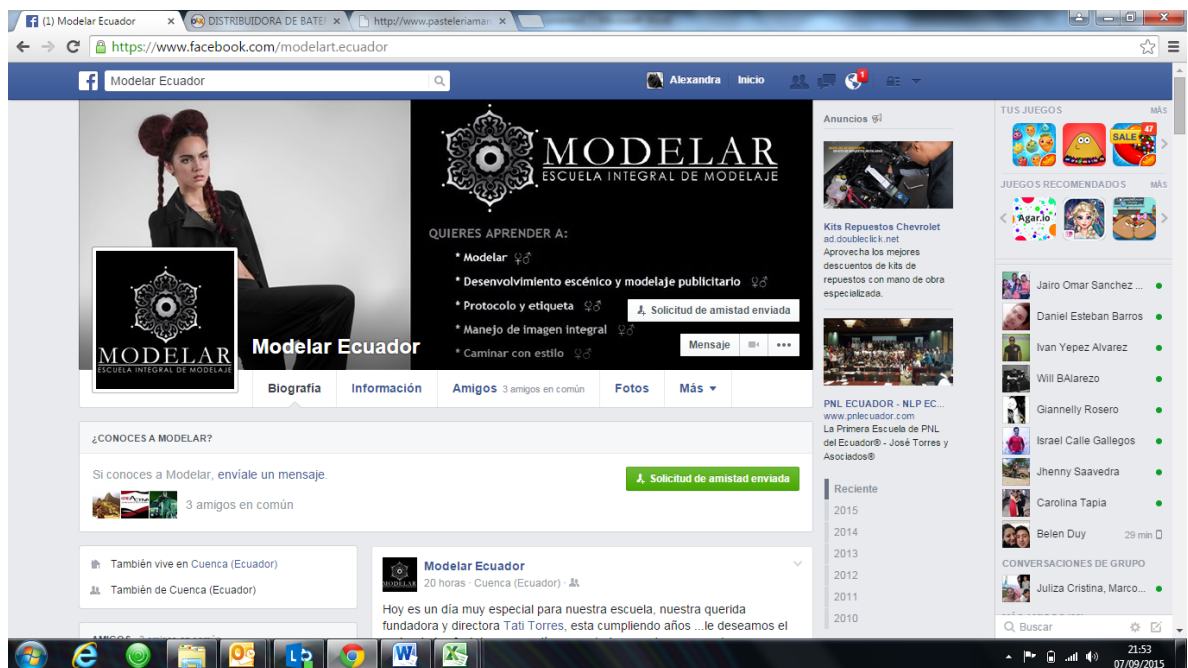 (1) Modelar Ecuador
DISTRIBUIDORA DE BATE
http://www.pasteleriamar
https://www.facebook.com/modelart.ecuador
Modelar Ecuador
Alexandra Inicio
1
MODELAR
ESCUELA INTEGRAL DE MODELAJE
QUIERES APRENDER A:
* Modelar ♀♂
* Desenvolvimiento escénico y modelaje publicitario ♀♂
* Protocolo y etiqueta ♀♂
* Manejo de imagen integral ♀♂
* Caminar con estilo ♀♂
Solicitud de amistad enviada
Mensaje
MODELAR
ESCUELA INTEGRAL DE MODELAJE
Modelar Ecuador
Biografía Información Amigos 3 amigos en común Fotos Más
¿CONOCES A MODELAR?
Si conoces a Modelar, envíale un mensaje.
3 amigos en común
Solicitud de amistad enviada
También vive en Cuenca (Ecuador)
También de Cuenca (Ecuador)
AMIGOS
MODELAR
Modelar Ecuador
20 horas · Cuenca (Ecuador) ·
Hoy es un día muy especial para nuestra escuela, nuestra querida
fundadora y directora Tati Torres, esta cumpliendo años ...le deseamos el
Anuncios
Kits Repuestos Chevrolet
ad.doubleclick.net
Aprovecha los mejores
descuentos de kits de
repuestos con mano de obra
especializada.
PNL ECUADOR - NLP EC...
www.pnlecuador.com
La Primera Escuela de PNL
del Ecuador® - José Torres y
Asociados®
Reciente
2015
2014
2013
2012
2011
2010
TUS JUEGOS MÁS
SALE
47
JUEGOS RECOMENDADOS MÁS
Agar.io
Jairo Omar Sanchez ...
Daniel Esteban Barros
Ivan Yepez Alvarez
Will BAlarezo
Giannelly Rosero
Israel Calle Gallegos
Jhenny Saavedra
Carolina Tapia
Belen Duy 29 min
CONVERSACIONES DE GRUPO
Juliza Cristina, Marco...
Buscar
21:53
07/09/2015